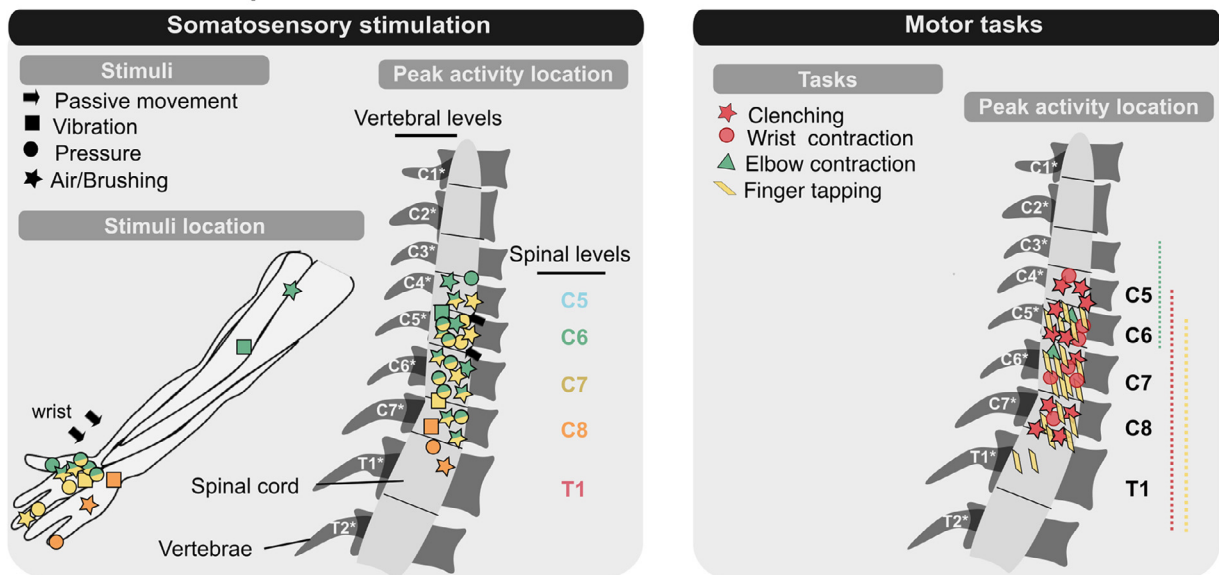 Somatosensory stimulation
Stimuli
Passive movement
Vibration
Pressure
Air/Brushing
Stimuli location
wrist
Peak activity location
Vertebral levels
C1*
C2*
C3*
C4*
C5*
C6*
C7*
T1*
T2*
Spinal levels
C5
C6
C7
C8
T1
Spinal cord
Vertebrae
Motor tasks
Tasks
Clenching
Wrist contraction
Elbow contraction
Finger tapping
Peak activity location
C1*
C2*
C3*
C4*
C5*
C6*
C7*
T1*
T2*
C5
C6
C7
C8
T1